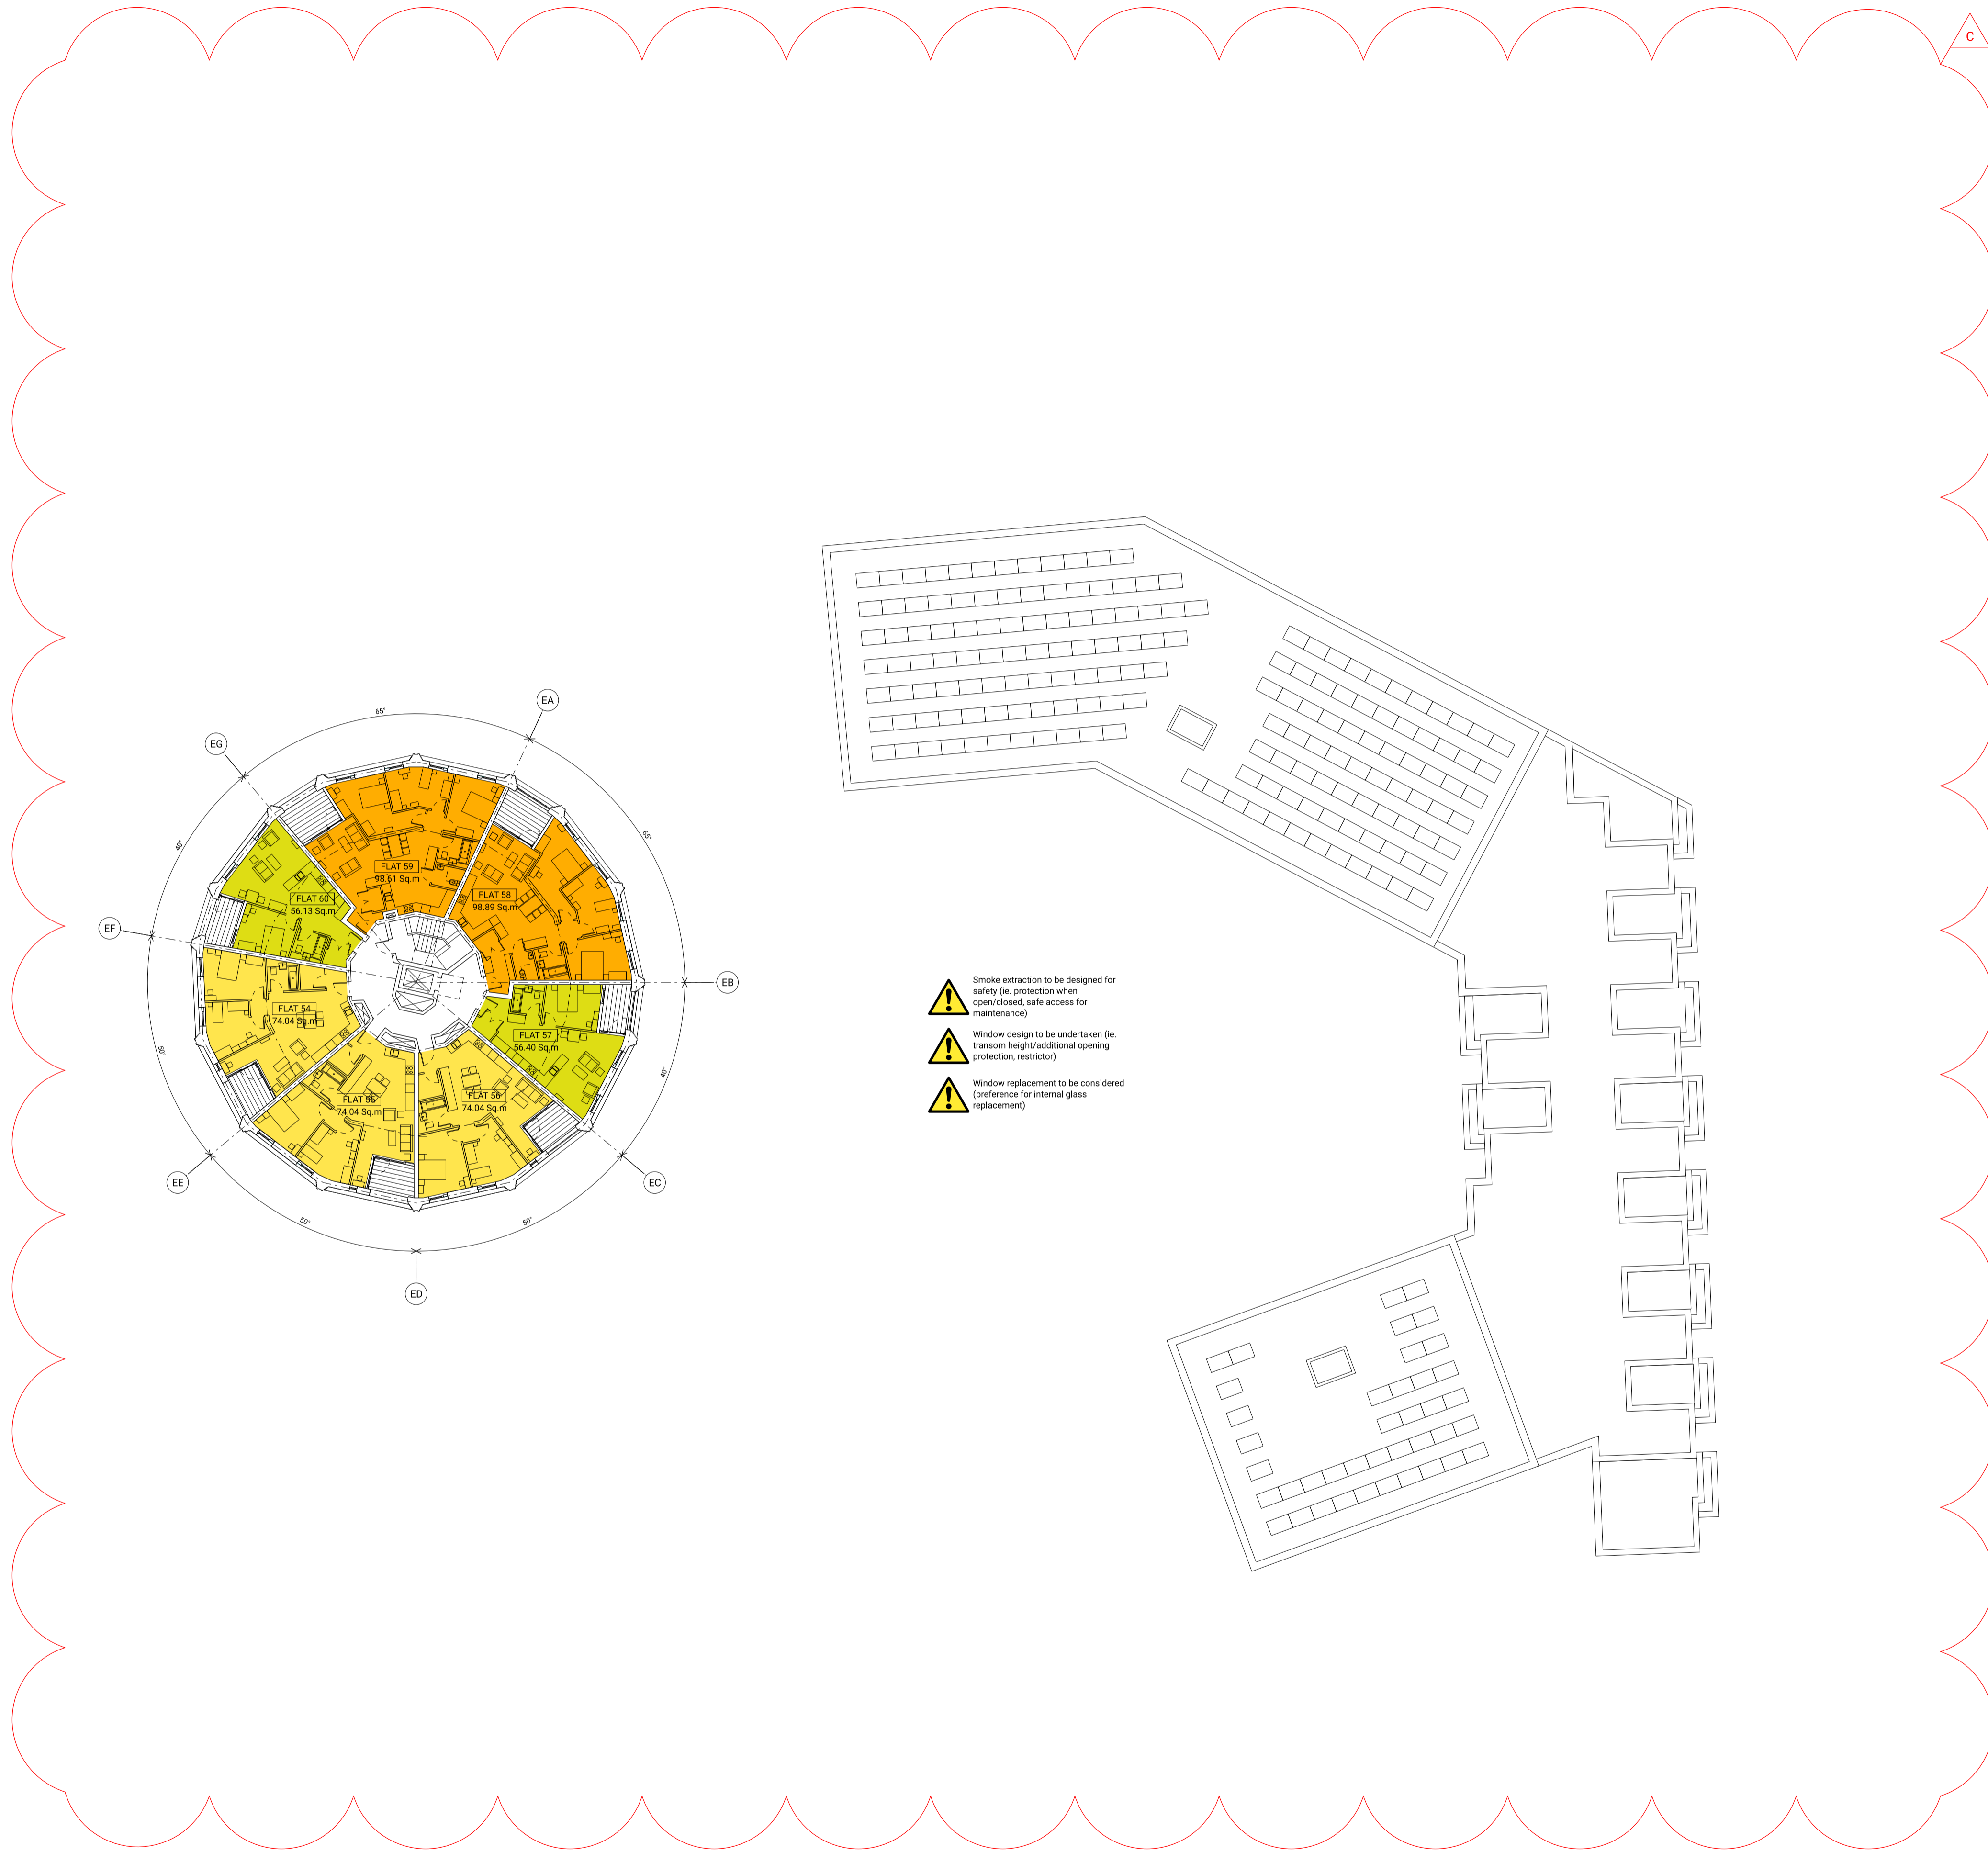 C
EA
65°
EG
65°
40°
FLAT 59
98.61 Sq.m
FLAT 58
98.89 Sq.m
FLAT 60
56.13 Sq.m
EF
EB
FLAT 54
74.04 Sq.m
FLAT 57
56.40 Sq.m
50°
40°
FLAT 55
74.04 Sq.m
FLAT 56
74.04 Sq.m
EE
EC
50°
50°
ED
Smoke extraction to be designed for
safety (ie. protection when
open/closed, safe access for
maintenance)
Window design to be undertaken (ie.
transom height/additional opening
protection, restrictor)
Window replacement to be considered
(preference for internal glass
replacement)